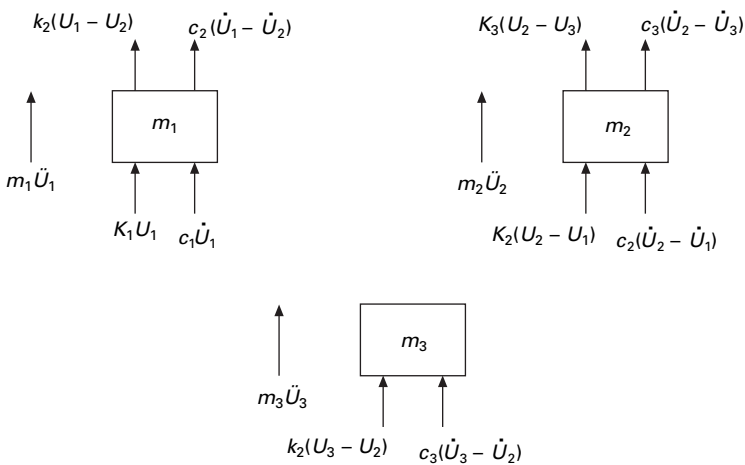 k₂(U₁ − U₂) c₂(U̇₁ − U̇₂)
m₁
m₁Ü₁
K₁U₁ c₁U̇₁
K₃(U₂ − U₃) c₃(U̇₂ − U̇₃)
m₂
m₂Ü₂
K₂(U₂ − U₁) c₂(U̇₂ − U̇₁)
m₃
m₃Ü₃
k₂(U₃ − U₂) c₃(U̇₃ − U̇₂)